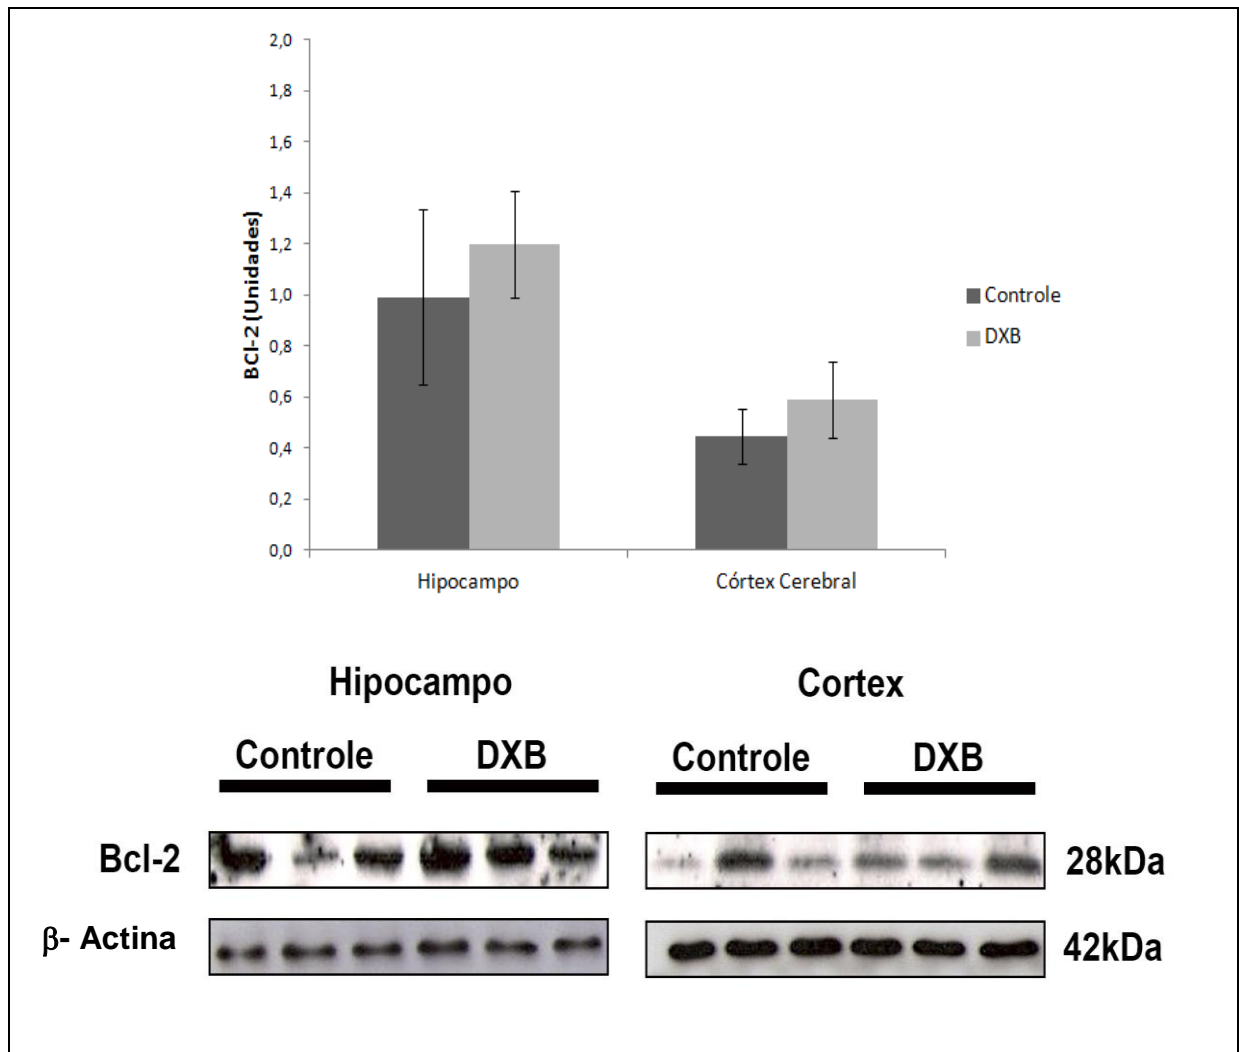 2,0
1,8
1,6
1,4
1,2
1,0
0,8
0,6
0,4
0,2
0,0
BCl-2 (Unidades)
Hipocampo
Córtex Cerebral
Controle
DXB
Hipocampo
Cortex
Controle
DXB
Controle
DXB
Bcl-2
28kDa
β- Actina
42kDa